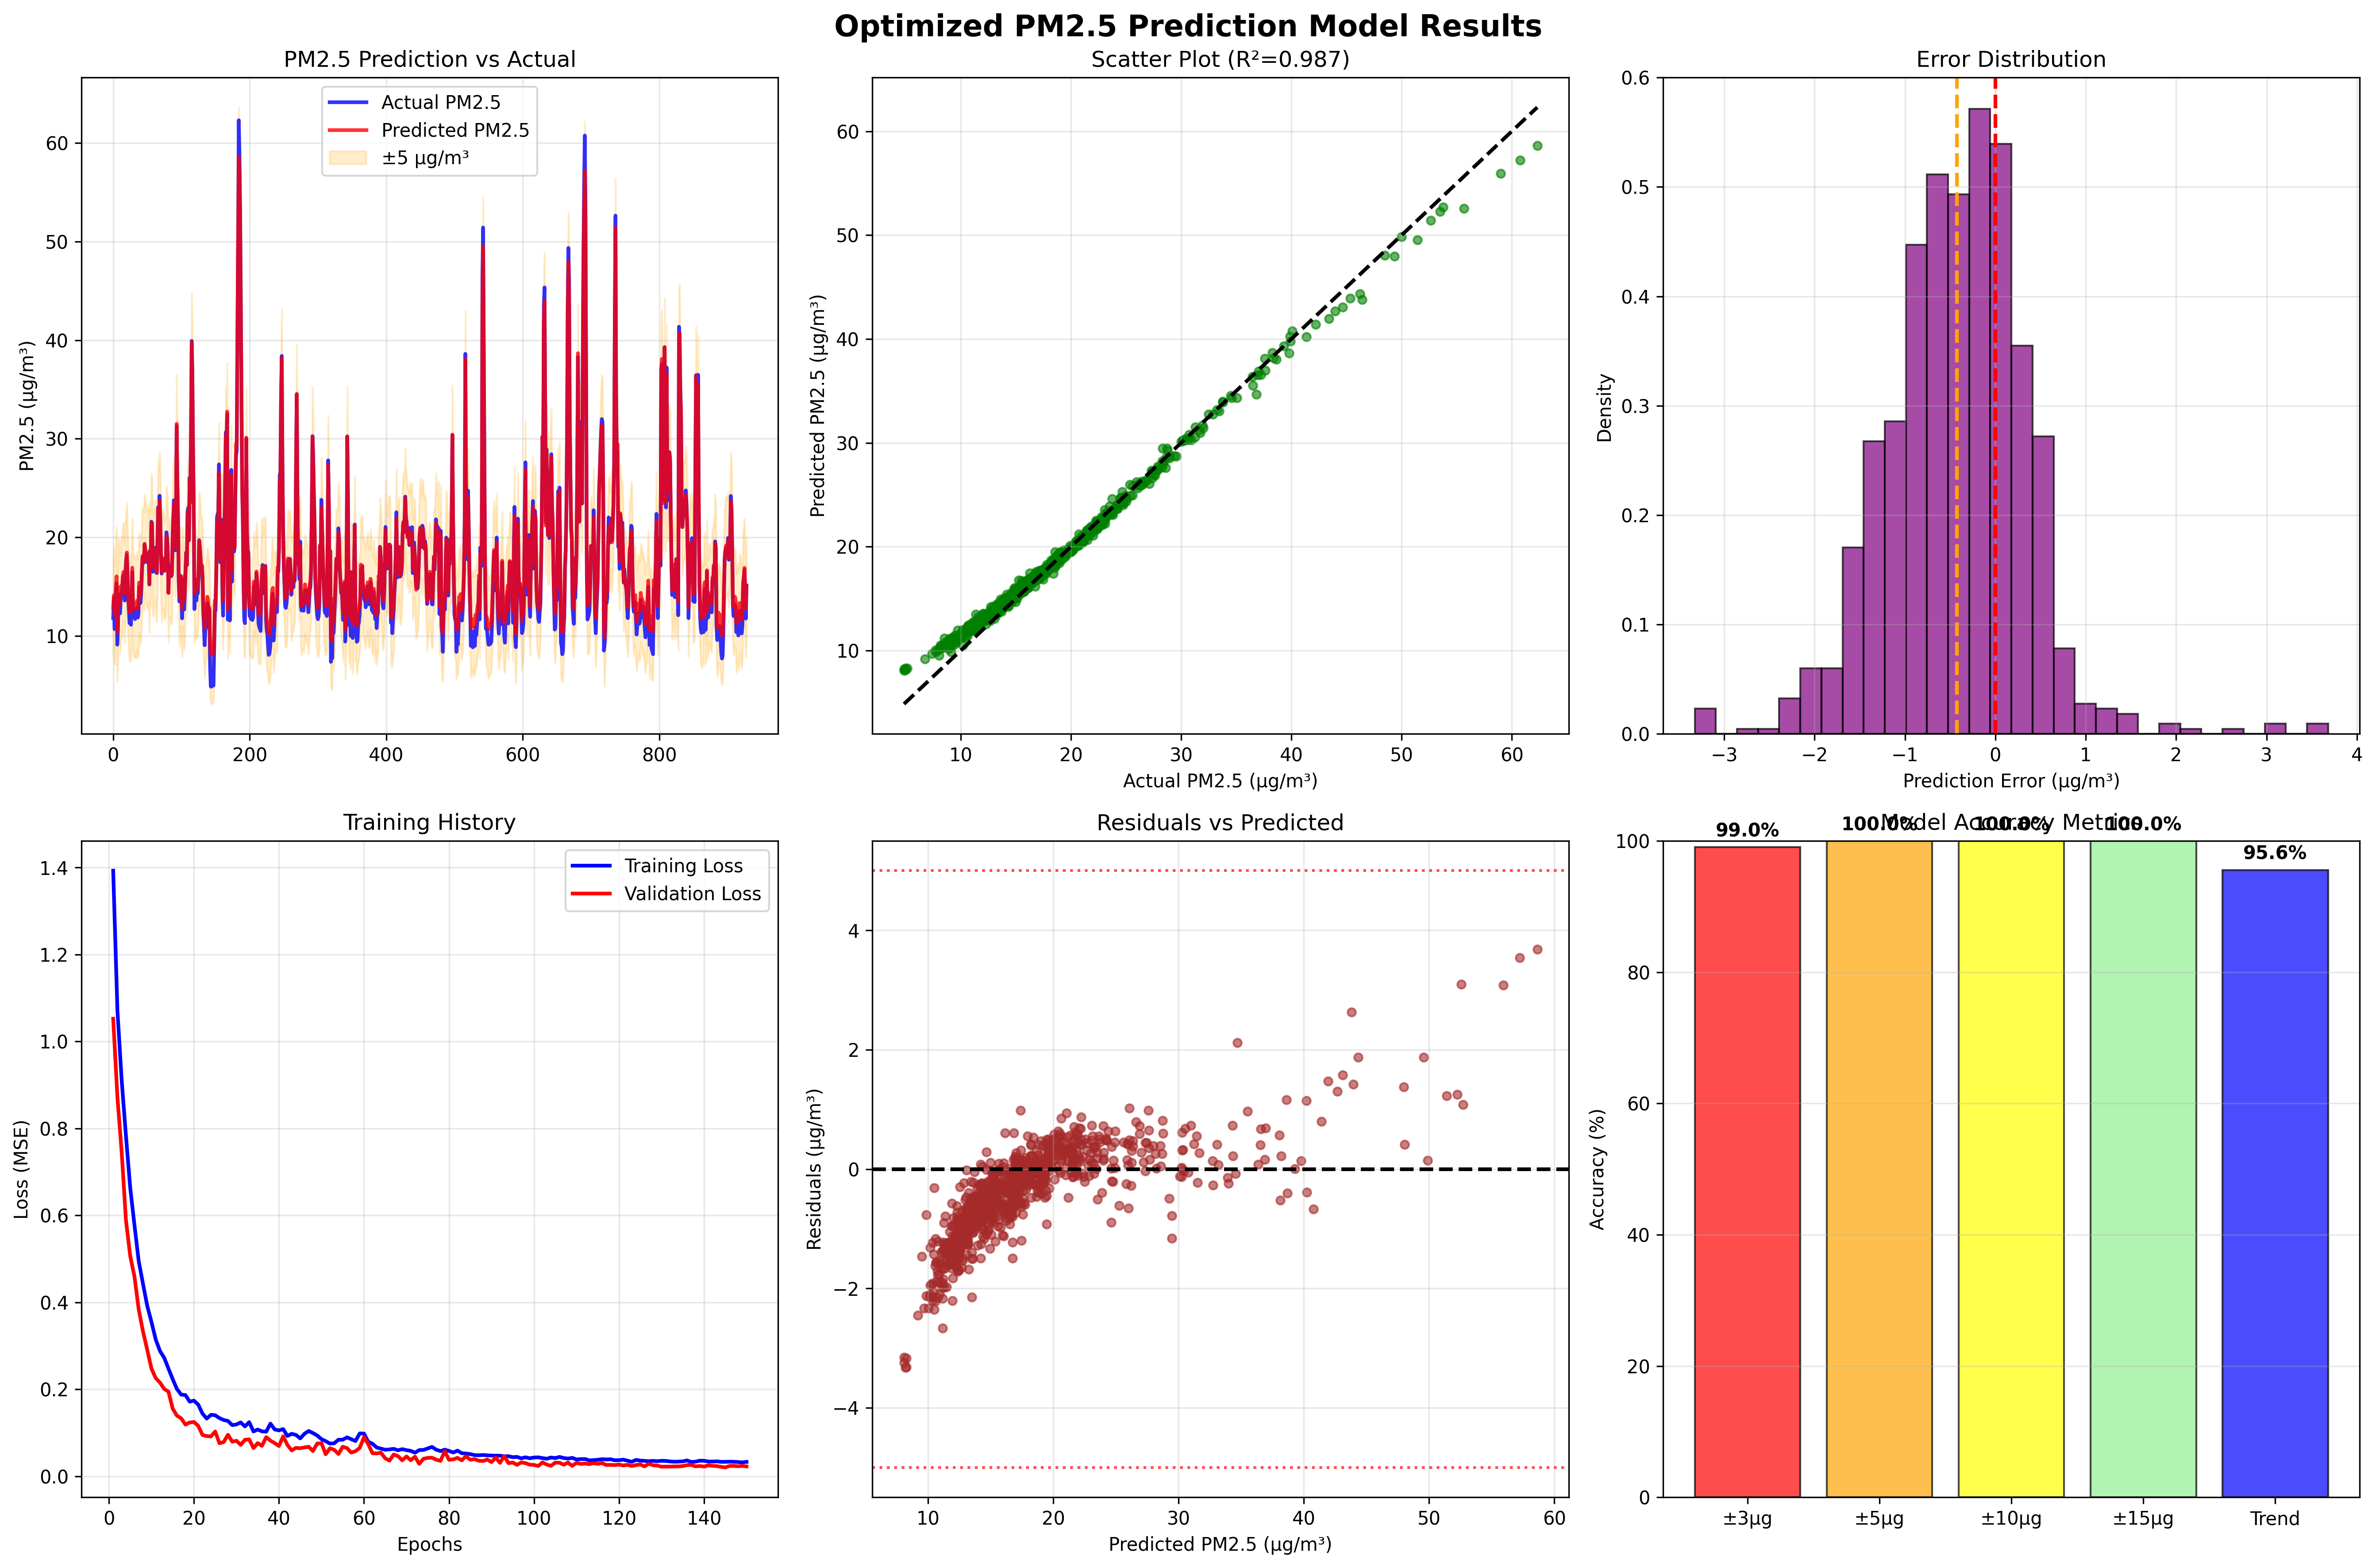 Optimized PM2.5 Prediction Model Results
PM2.5 Prediction vs Actual
Actual PM2.5
Predicted PM2.5
±5 μg/m³
PM2.5 (μg/m³)
60
50
40
30
20
10
0 200 400 600 800
Scatter Plot (R²=0.987)
Predicted PM2.5 (μg/m³)
60
50
40
30
20
10
10 20 30 40 50 60
Actual PM2.5 (μg/m³)
Error Distribution
Density
0.6
0.5
0.4
0.3
0.2
0.1
0.0
−3 −2 −1 0 1 2 3 4
Prediction Error (μg/m³)
Training History
Training Loss
Validation Loss
Loss (MSE)
1.4
1.2
1.0
0.8
0.6
0.4
0.2
0.0
0 20 40 60 80 100 120 140
Epochs
Residuals vs Predicted
Residuals (μg/m³)
4
2
0
−2
−4
10 20 30 40 50 60
Predicted PM2.5 (μg/m³)
Model Accuracy Metrics
99.0% 100.0% 100.0% 100.0% 95.6%
Accuracy (%)
100
80
60
40
20
0
±3μg ±5μg ±10μg ±15μg Trend